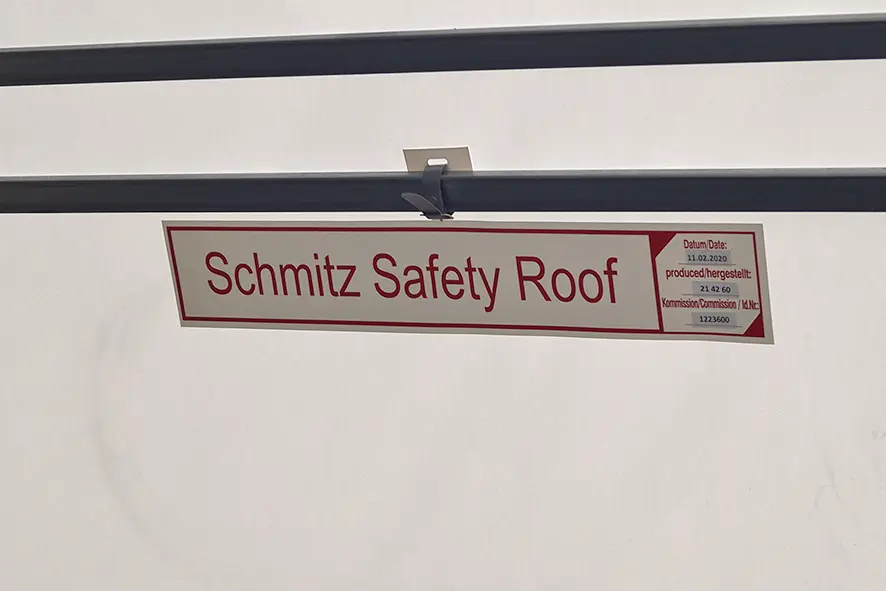 Schmitz Safety Roof
Datum/Date:
11.02.2020
produced/hergestellt:
21 42 60
Kommission/Commission / Id.Nr.:
1223600